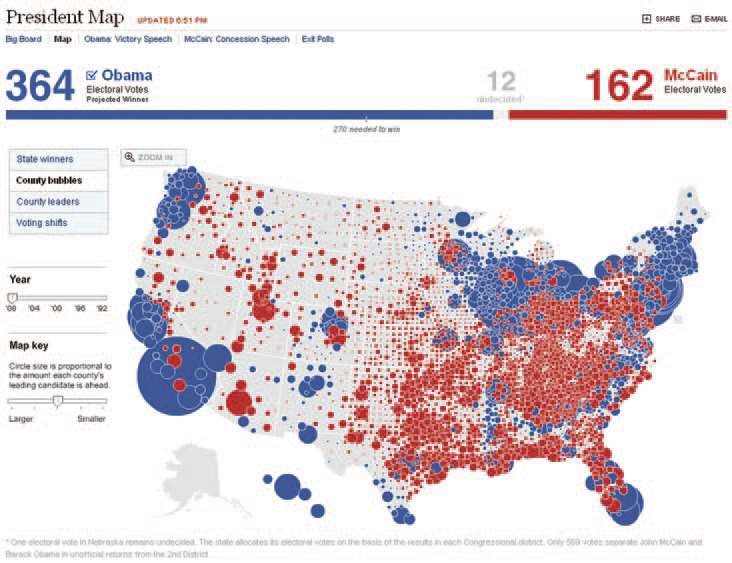 President Map UPDATED 6:51 PM
SHARE E-MAIL
Big Board Map Obama: Victory Speech McCain: Concession Speech Exit Polls
364 Obama
Electoral Votes
Projected Winner
12
undecided*
162 McCain
Electoral Votes
270 needed to win
State winners
County bubbles
County leaders
Voting shifts
ZOOM IN
Year
'08 '04 '00 '96 '92
Map key
Circle size is proportional to
the amount each county's
leading candidate is ahead.
Larger Smaller
* One electoral vote in Nebraska remains undecided. The state allocates its electoral votes on the basis of the results in each Congressional district. Only 569 votes separate John McCain and
Barack Obama in unofficial returns from the 2nd District